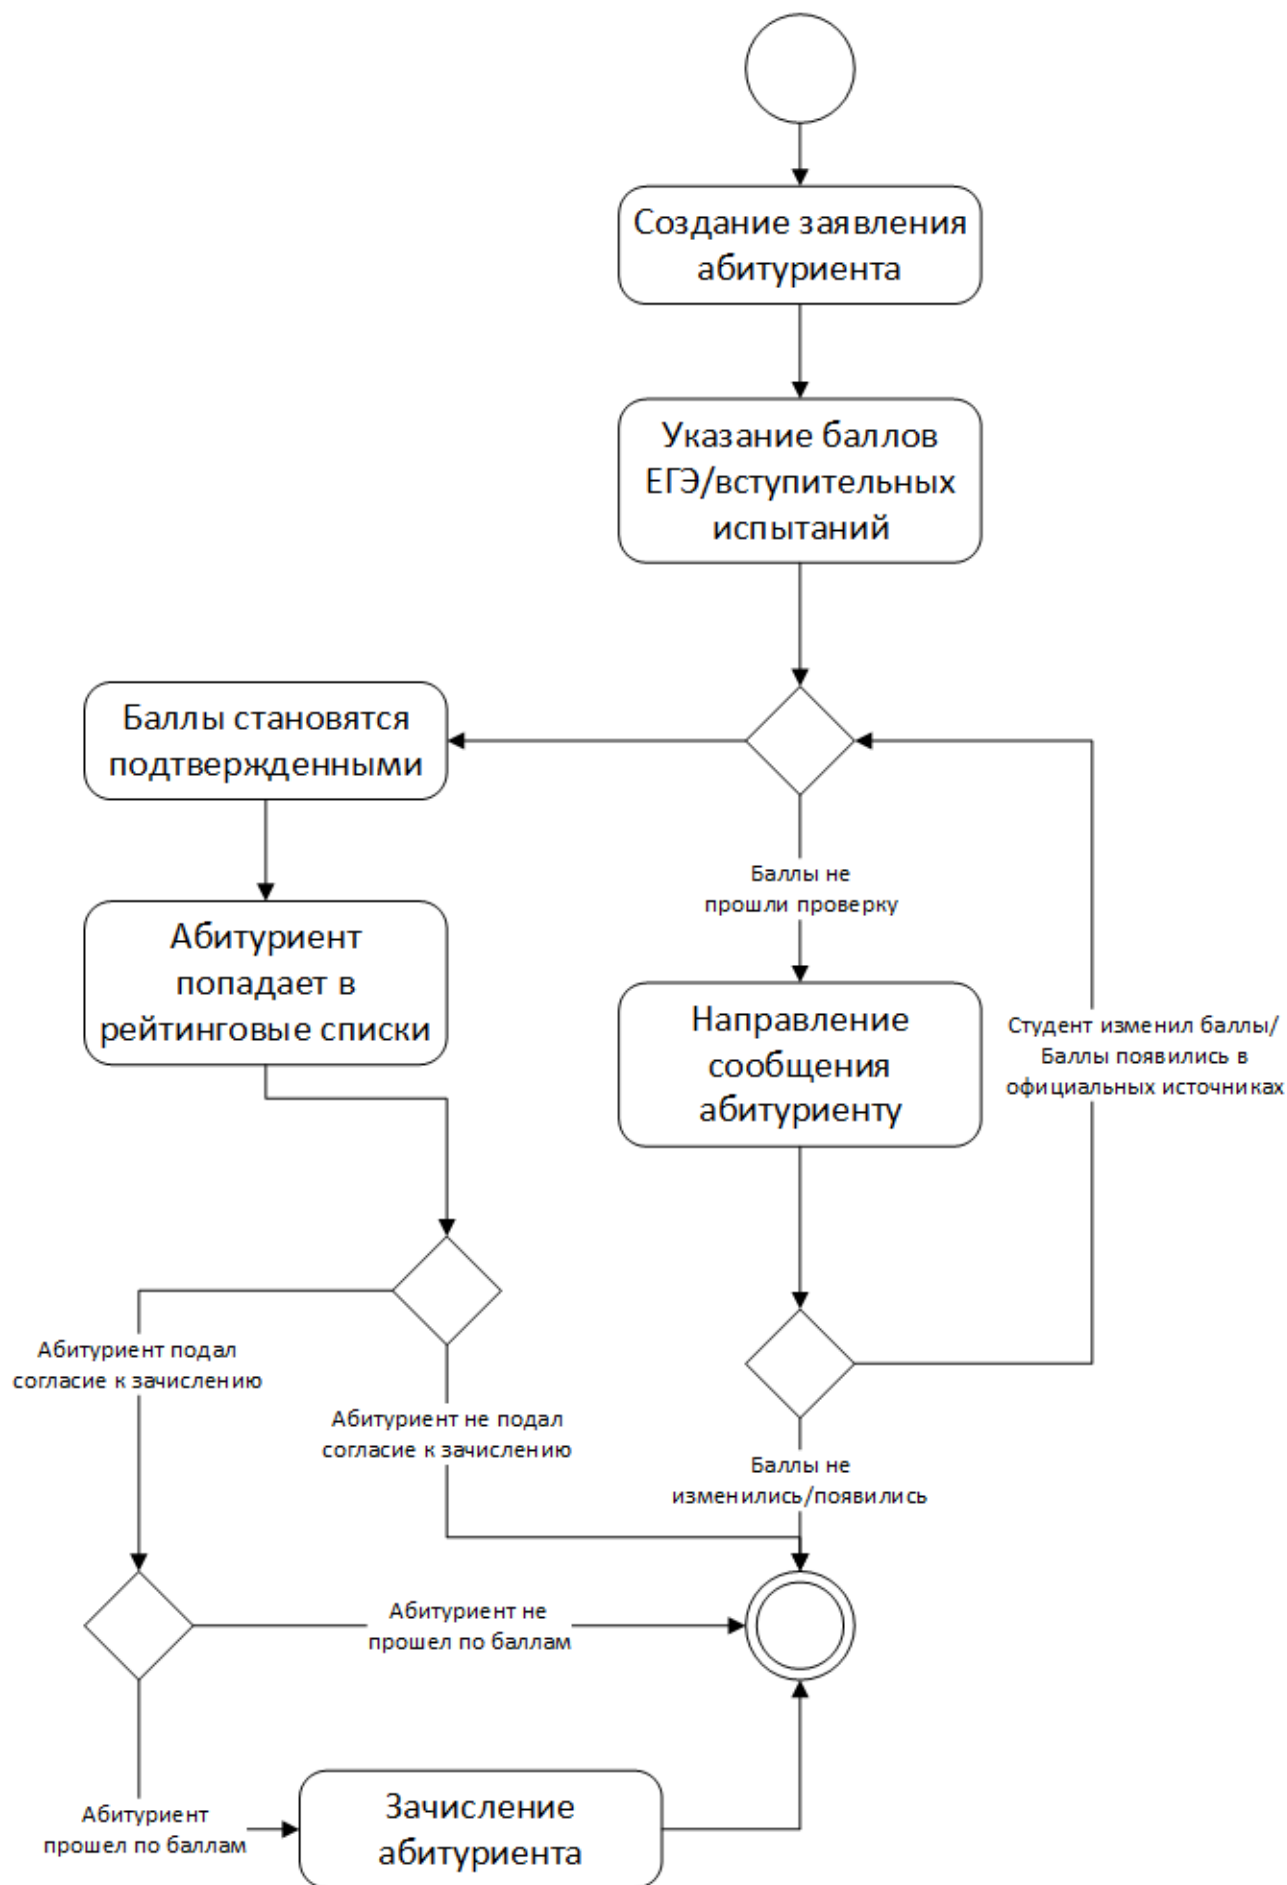 Создание заявления
абитуриента
Указание баллов
ЕГЭ/вступительных
испытаний
Баллы становятся
подтвержденными
Баллы не
прошли проверку
Абитуриент
попадает в
рейтинговые списки
Направление
сообщения
абитуриенту
Студент изменил баллы/
Баллы появились в
официальных источниках
Абитуриент подал
согласие к зачислению
Абитуриент не подал
согласие к зачислению
Баллы не
изменились/появились
Абитуриент не
прошел по баллам
Абитуриент
прошел по баллам
Зачисление
абитуриента